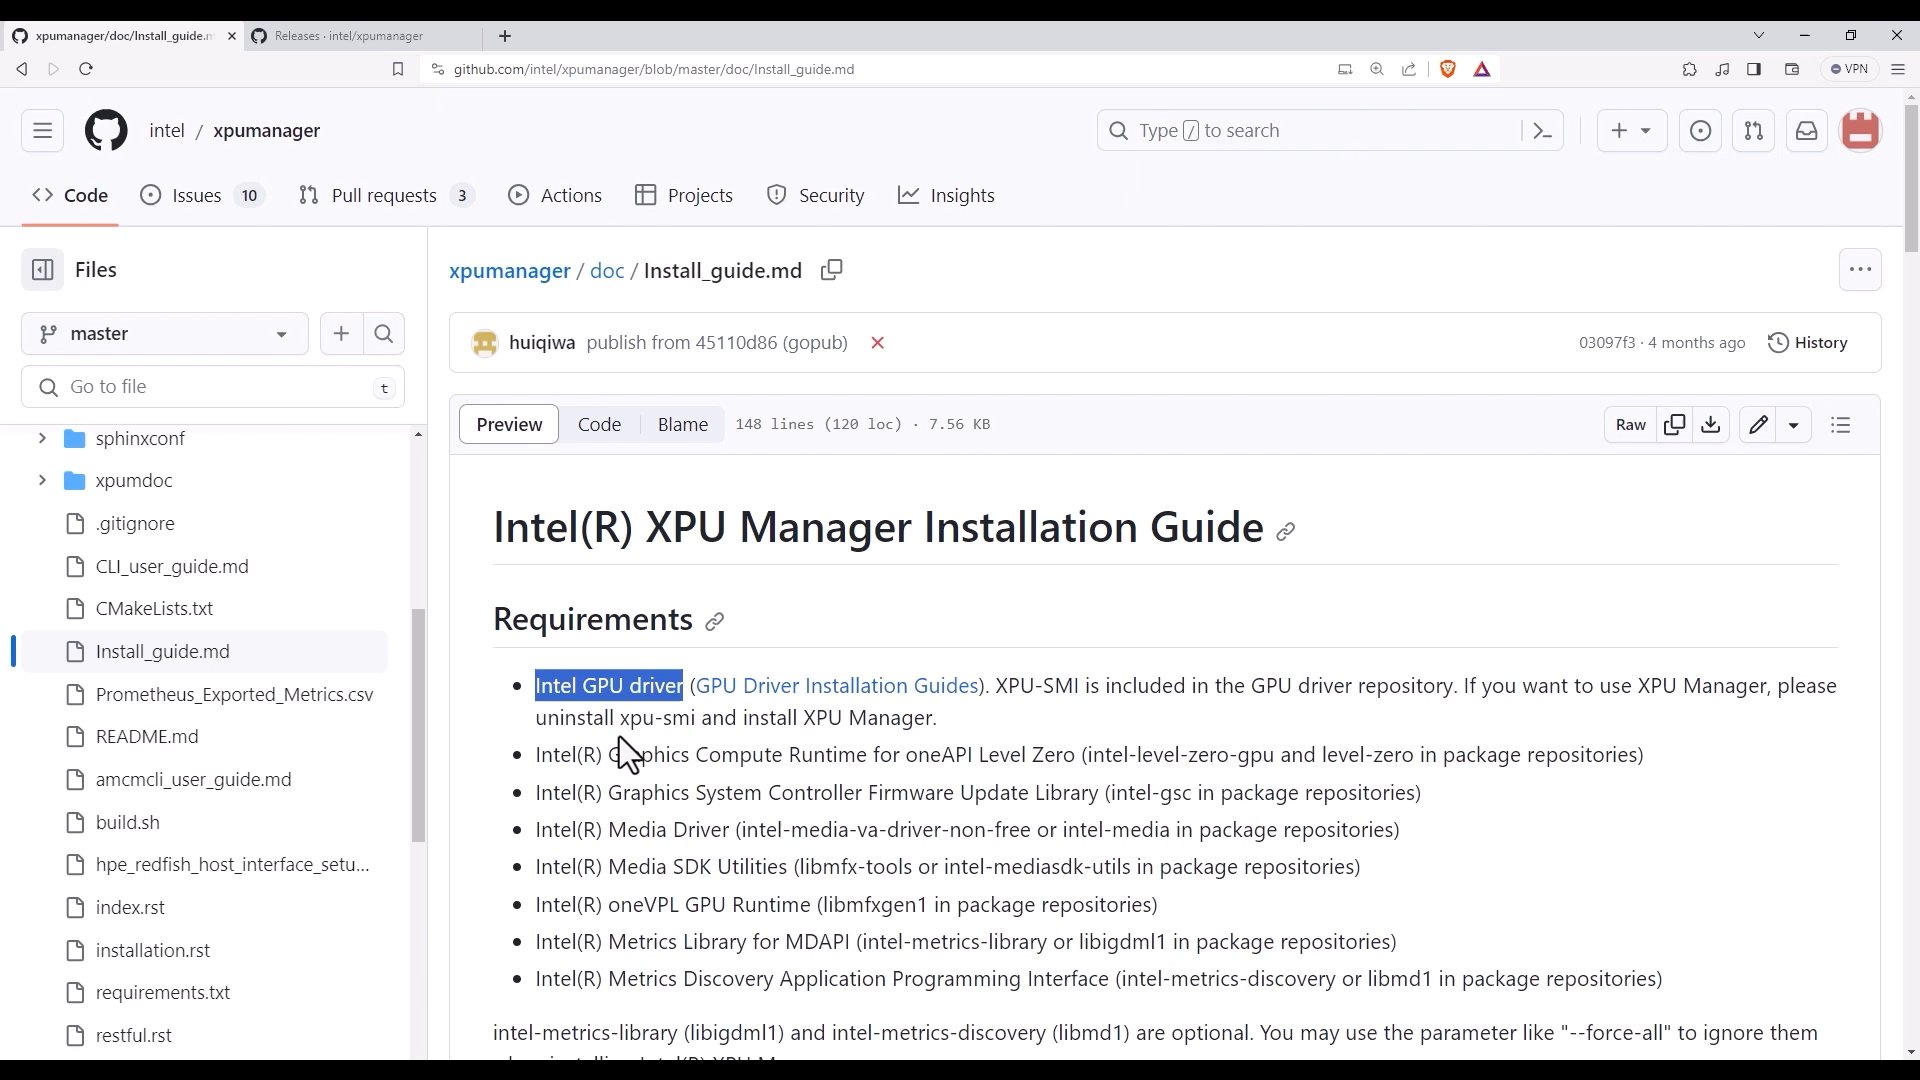 xpumanager/doc/Install_guide.m
Releases · intel/xpumanager
github.com/intel/xpumanager/blob/master/doc/Install_guide.md
VPN
intel / xpumanager
Type / to search
Code
Issues 10
Pull requests 3
Actions
Projects
Security
Insights
Files
master
Go to file
t
sphinxconf
xpumdoc
.gitignore
CLI_user_guide.md
CMakeLists.txt
Install_guide.md
Prometheus_Exported_Metrics.csv
README.md
amcmcli_user_guide.md
build.sh
hpe_redfish_host_interface_setu...
index.rst
installation.rst
requirements.txt
restful.rst
xpumanager / doc / Install_guide.md
huiqiwa publish from 45110d86 (gopub)
03097f3 · 4 months ago
History
Preview
Code
Blame
148 lines (120 loc) · 7.56 KB
Raw
Intel(R) XPU Manager Installation Guide
Requirements
• Intel GPU driver (GPU Driver Installation Guides). XPU-SMI is included in the GPU driver repository. If you want to use XPU Manager, please
uninstall xpu-smi and install XPU Manager.
• Intel(R) Graphics Compute Runtime for oneAPI Level Zero (intel-level-zero-gpu and level-zero in package repositories)
• Intel(R) Graphics System Controller Firmware Update Library (intel-gsc in package repositories)
• Intel(R) Media Driver (intel-media-va-driver-non-free or intel-media in package repositories)
• Intel(R) Media SDK Utilities (libmfx-tools or intel-mediasdk-utils in package repositories)
• Intel(R) oneVPL GPU Runtime (libmfxgen1 in package repositories)
• Intel(R) Metrics Library for MDAPI (intel-metrics-library or libigdml1 in package repositories)
• Intel(R) Metrics Discovery Application Programming Interface (intel-metrics-discovery or libmd1 in package repositories)
intel-metrics-library (libigdml1) and intel-metrics-discovery (libmd1) are optional. You may use the parameter like "--force-all" to ignore them